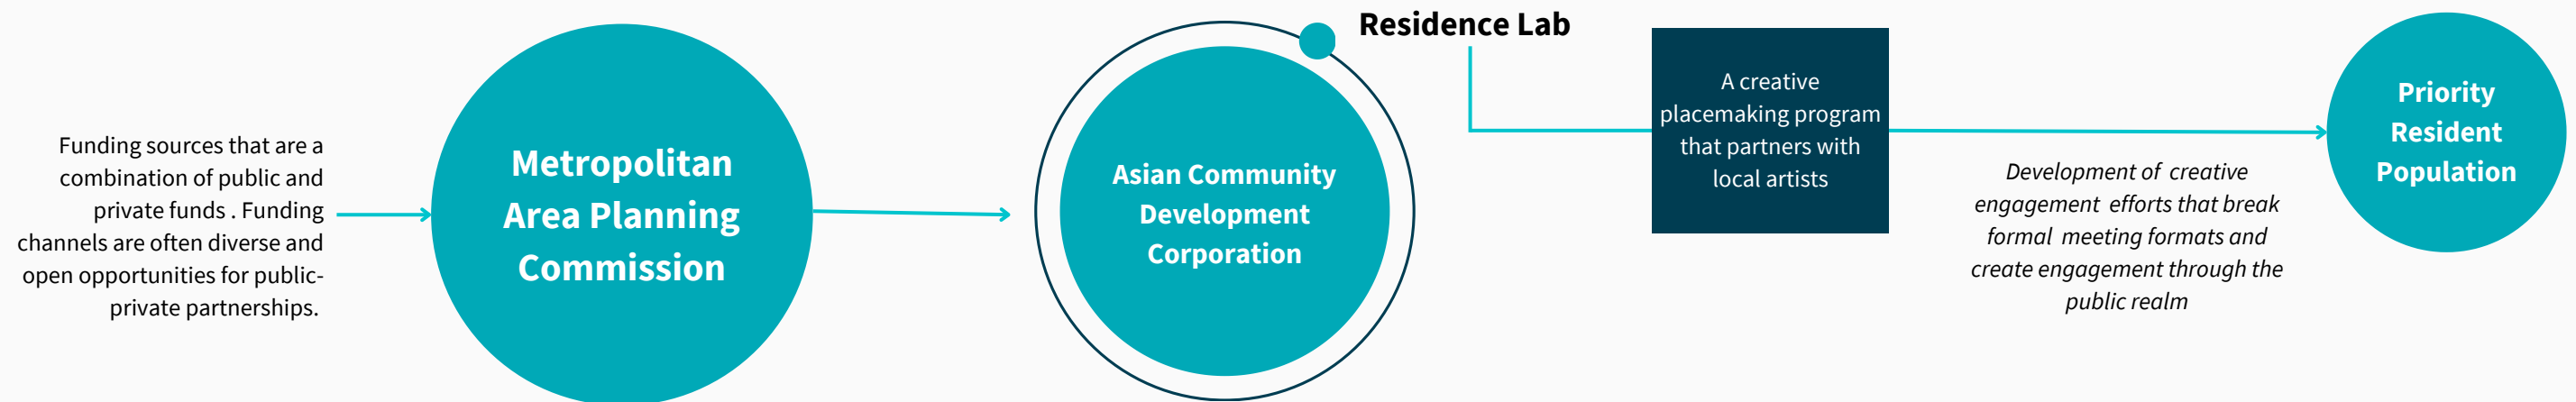 Funding sources that are a
combination of public and
private funds . Funding
channels are often diverse and
open opportunities for public-
private partnerships.
Metropolitan
Area Planning
Commission
Asian Community
Development
Corporation
Residence Lab
A creative
placemaking program
that partners with
local artists
Development of creative
engagement efforts that break
formal meeting formats and
create engagement through the
public realm
Priority
Resident
Population